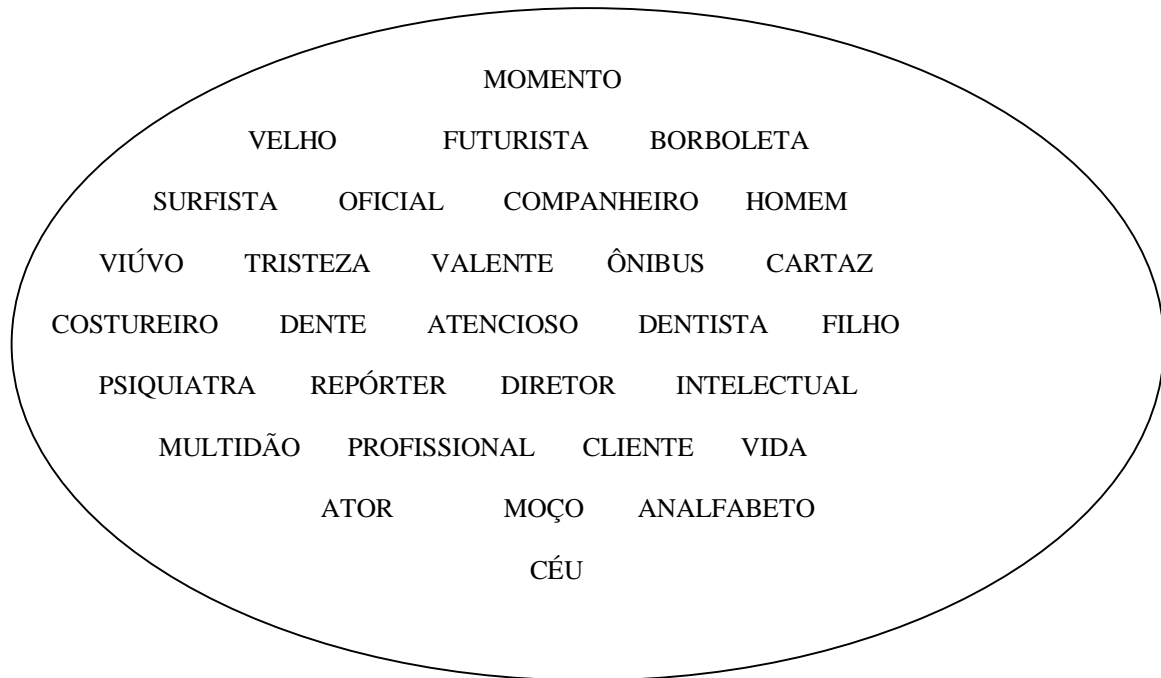 MOMENTO
VELHO FUTURISTA BORBOLETA
SURFISTA OFICIAL COMPANHEIRO HOMEM
VIÚVO TRISTEZA VALENTE ÔNIBUS CARTAZ
COSTUREIRO DENTE ATENCIOSO DENTISTA FILHO
PSIQUIATRA REPÓRTER DIRETOR INTELECTUAL
MULTIDÃO PROFISSIONAL CLIENTE VIDA
ATOR MOÇO ANALFABETO
CÉU